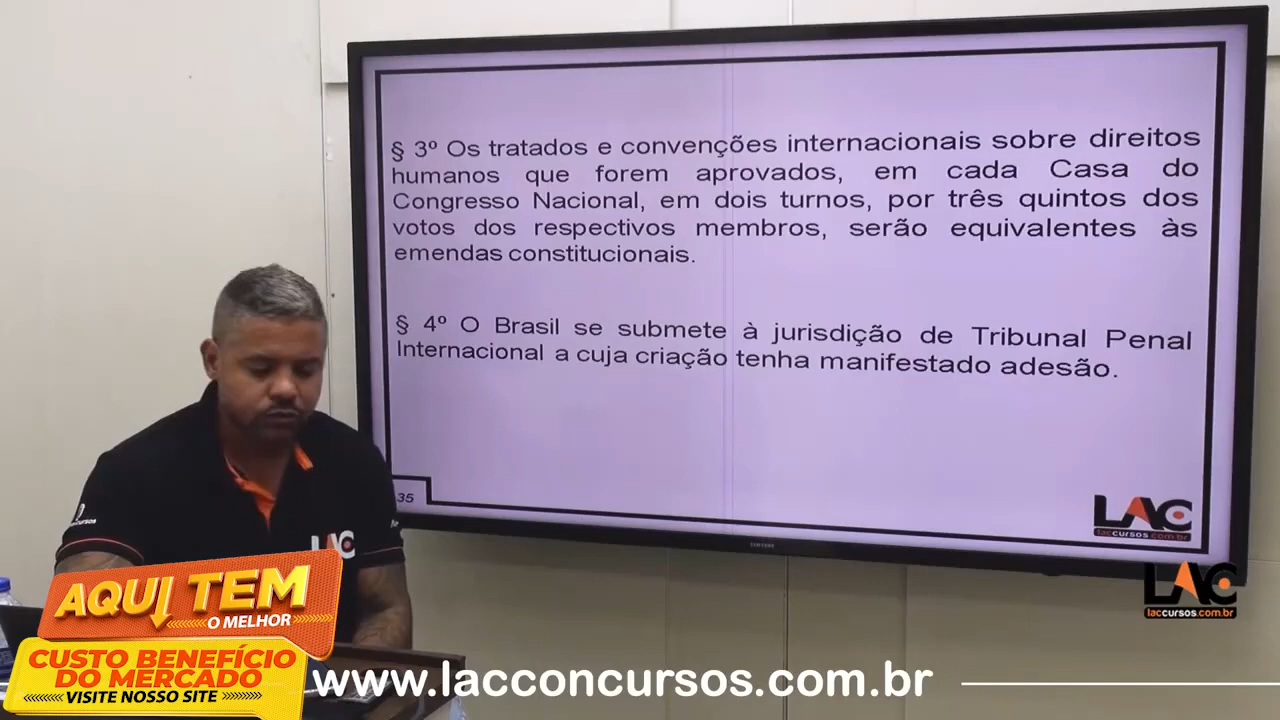 § 3º Os tratados e convenções internacionais sobre direitos
humanos que forem aprovados, em cada Casa do
Congresso Nacional, em dois turnos, por três quintos dos
votos dos respectivos membros, serão equivalentes às
emendas constitucionais.
§ 4º O Brasil se submete à jurisdição de Tribunal Penal
Internacional a cuja criação tenha manifestado adesão.
35
LAC
laccursos.com.br
SAMSUNG
LAC
LAC
laccursos.com.br
AQUI TEM
O MELHOR
CUSTO BENEFÍCIO
DO MERCADO
VISITE NOSSO SITE
www.lacconcursos.com.br